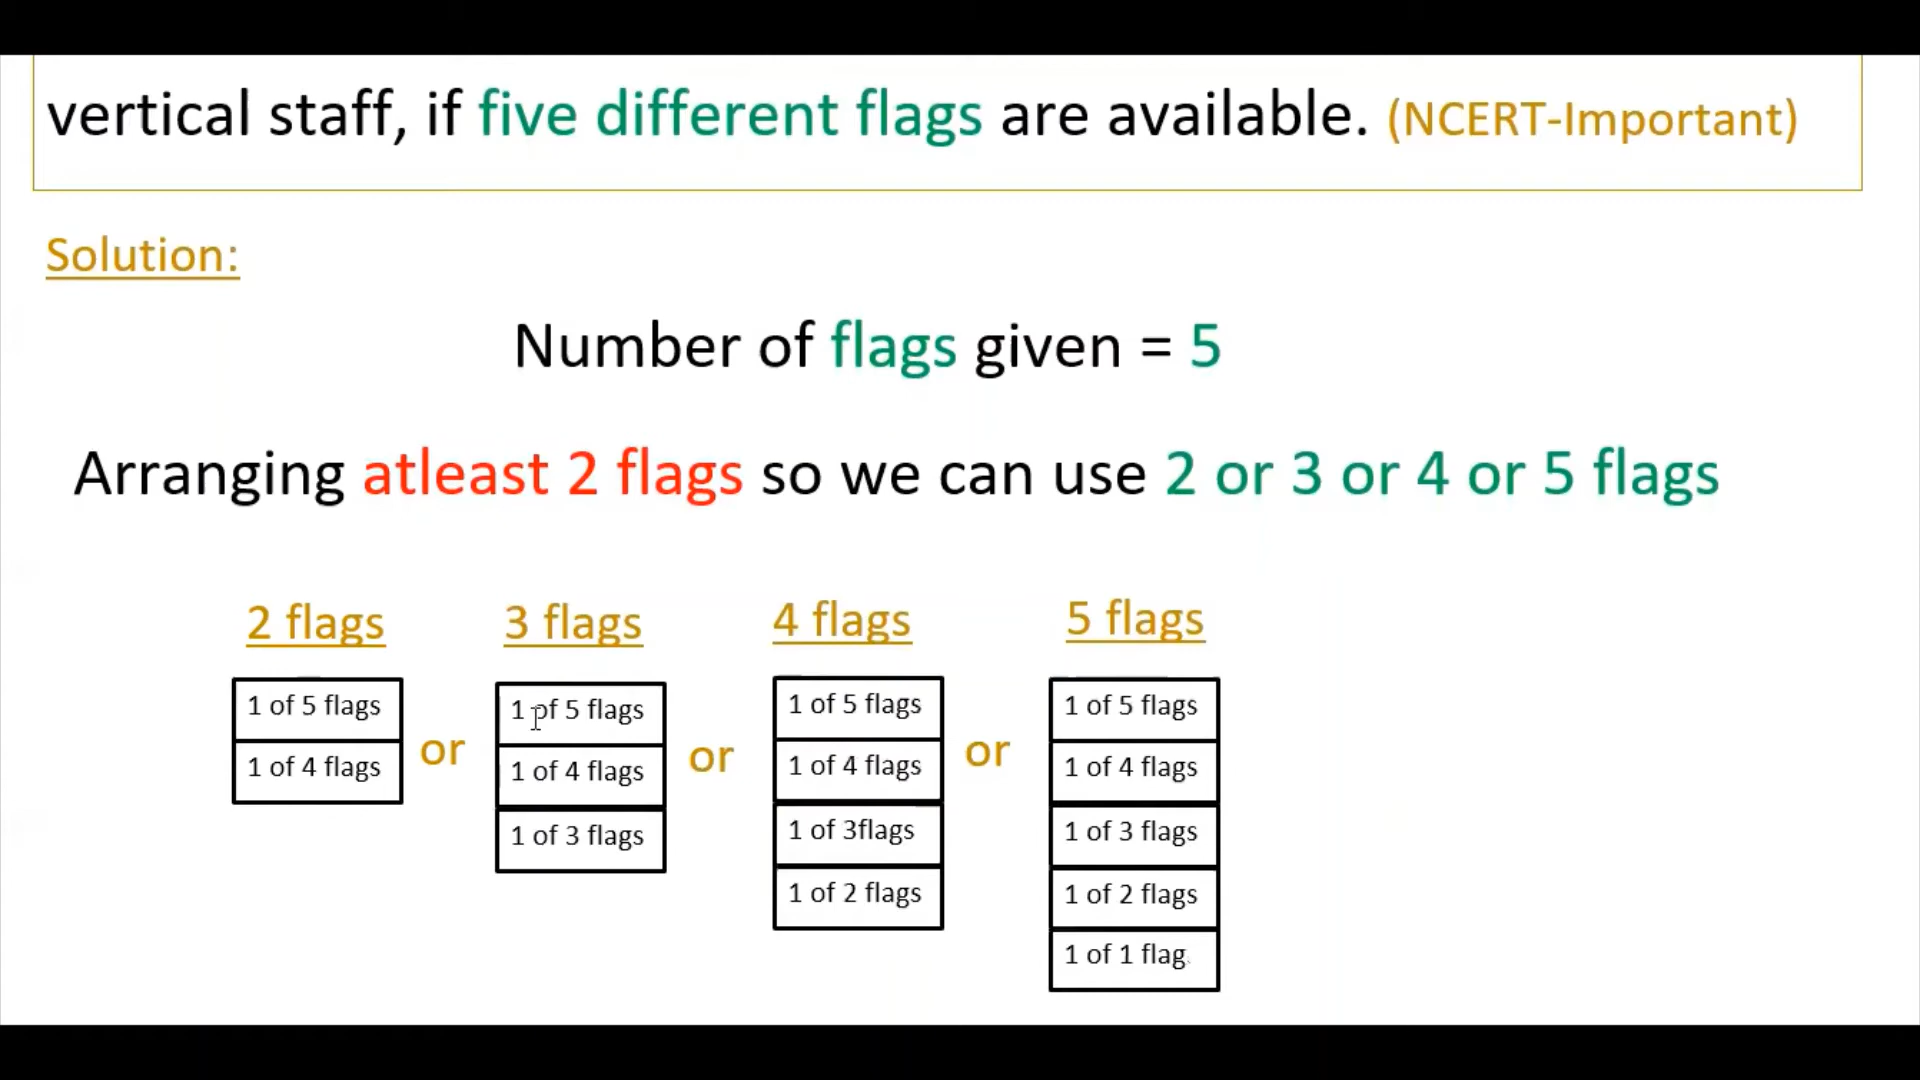 vertical staff, if five different flags are available. (NCERT-Important)
Solution:
Number of flags given = 5
Arranging atleast 2 flags so we can use 2 or 3 or 4 or 5 flags
2 flags
1 of 5 flags
1 of 4 flags
or
3 flags
1 of 5 flags
1 of 4 flags
1 of 3 flags
or
4 flags
1 of 5 flags
1 of 4 flags
1 of 3flags
1 of 2 flags
or
5 flags
1 of 5 flags
1 of 4 flags
1 of 3 flags
1 of 2 flags
1 of 1 flag